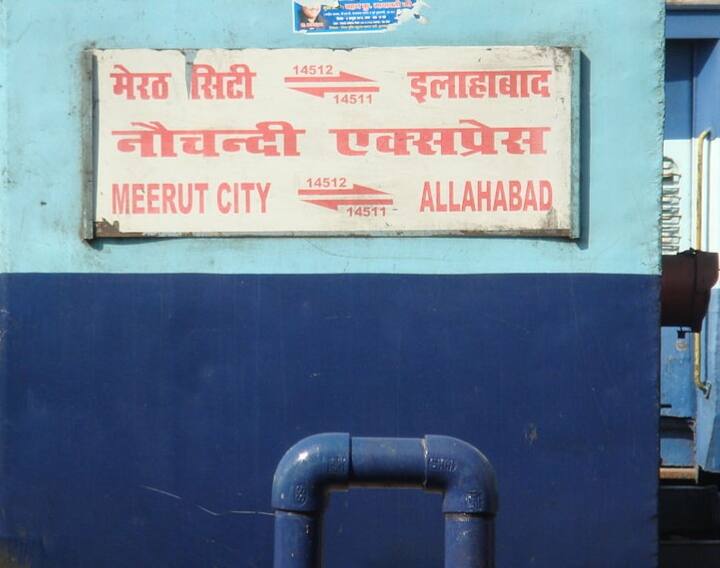 मेरठ सिटी 14512 14511 इलाहाबाद
नौचन्दी एक्सप्रेस
MEERUT CITY 14512 14511 ALLAHABAD